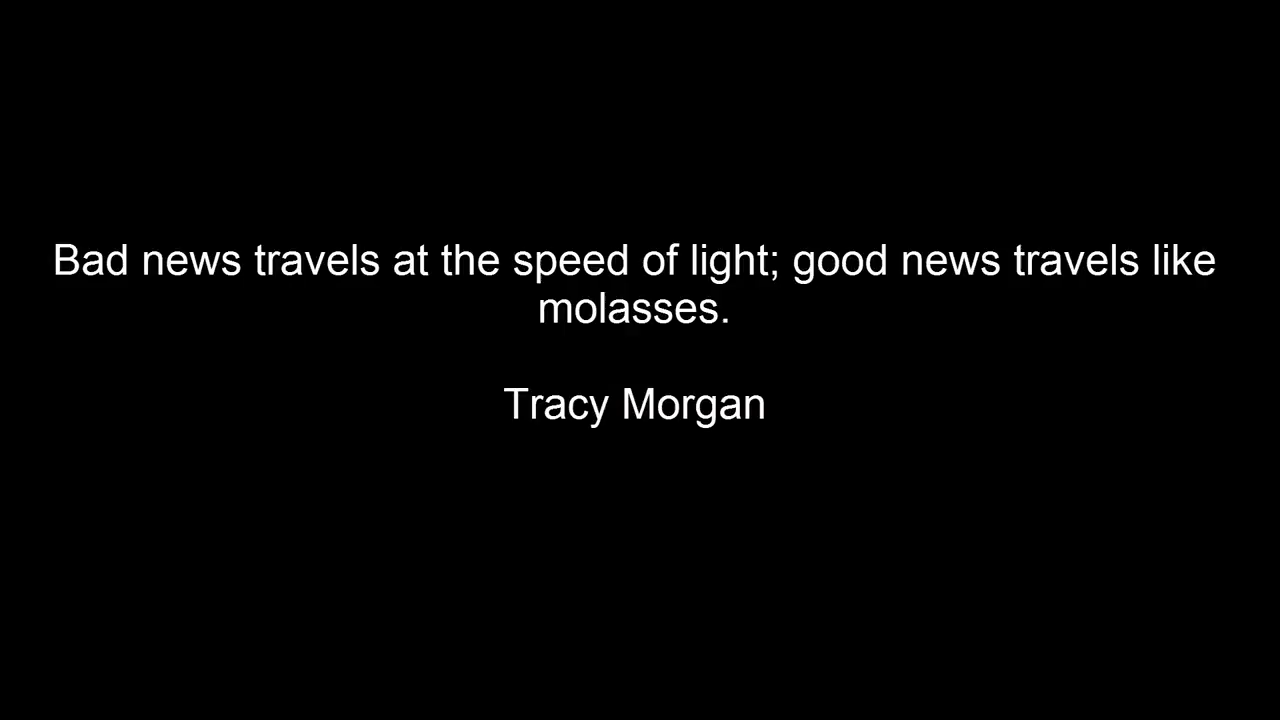 Bad news travels at the speed of light; good news travels like
molasses.
Tracy Morgan